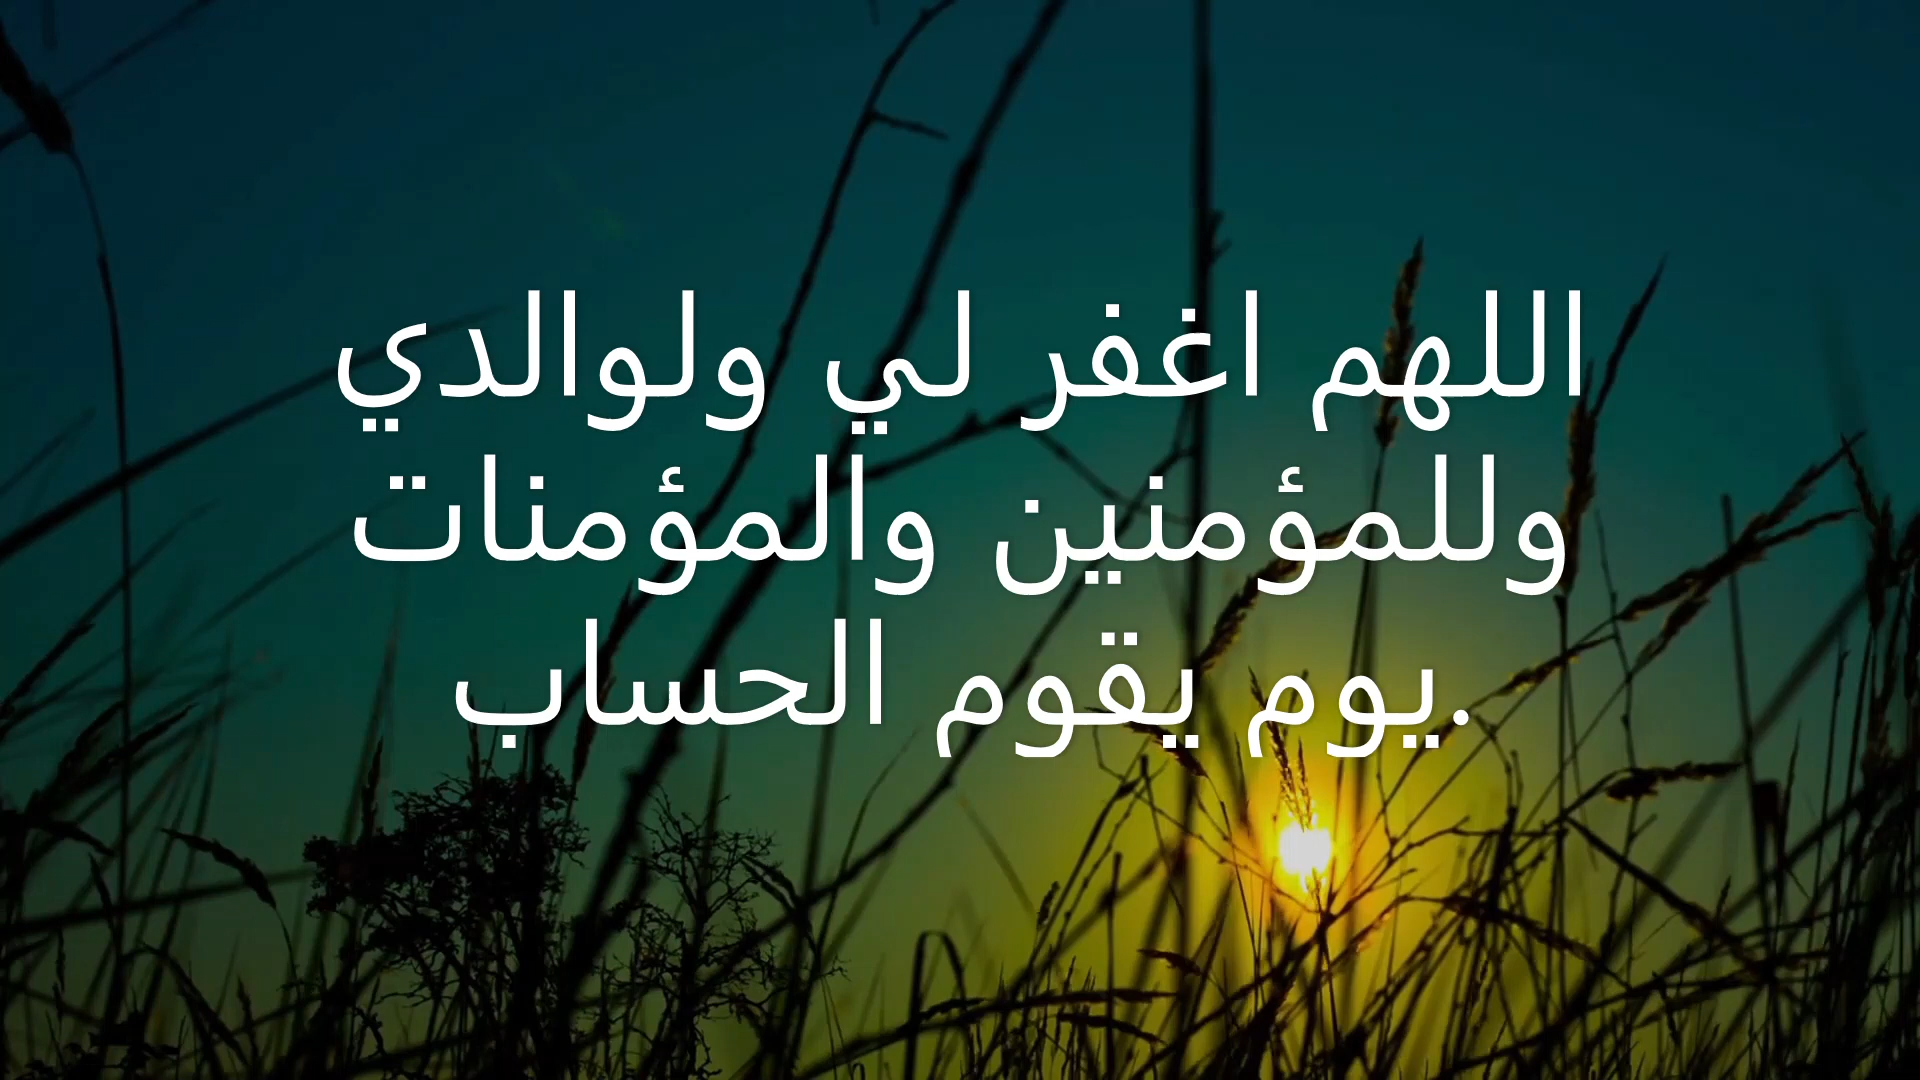 اللهم اغفر لي ولوالدي
وللمؤمنين والمؤمنات
يوم يقوم الحساب.